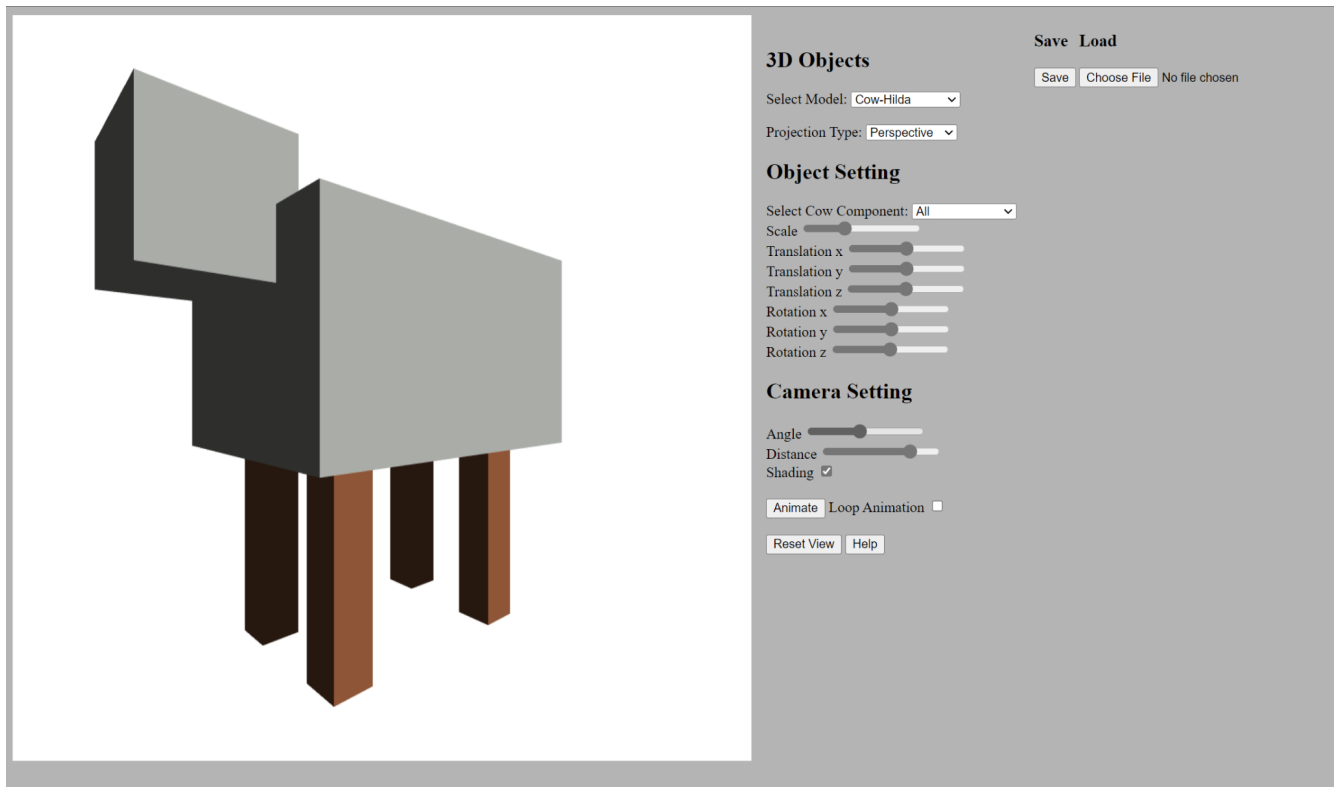 3D Objects
Select Model: Cow-Hilda
Projection Type: Perspective
Object Setting
Select Cow Component: All
Scale
Translation x
Translation y
Translation z
Rotation x
Rotation y
Rotation z
Camera Setting
Angle
Distance
Shading
Animate Loop Animation
Reset View Help
Save Load
Save Choose File No file chosen